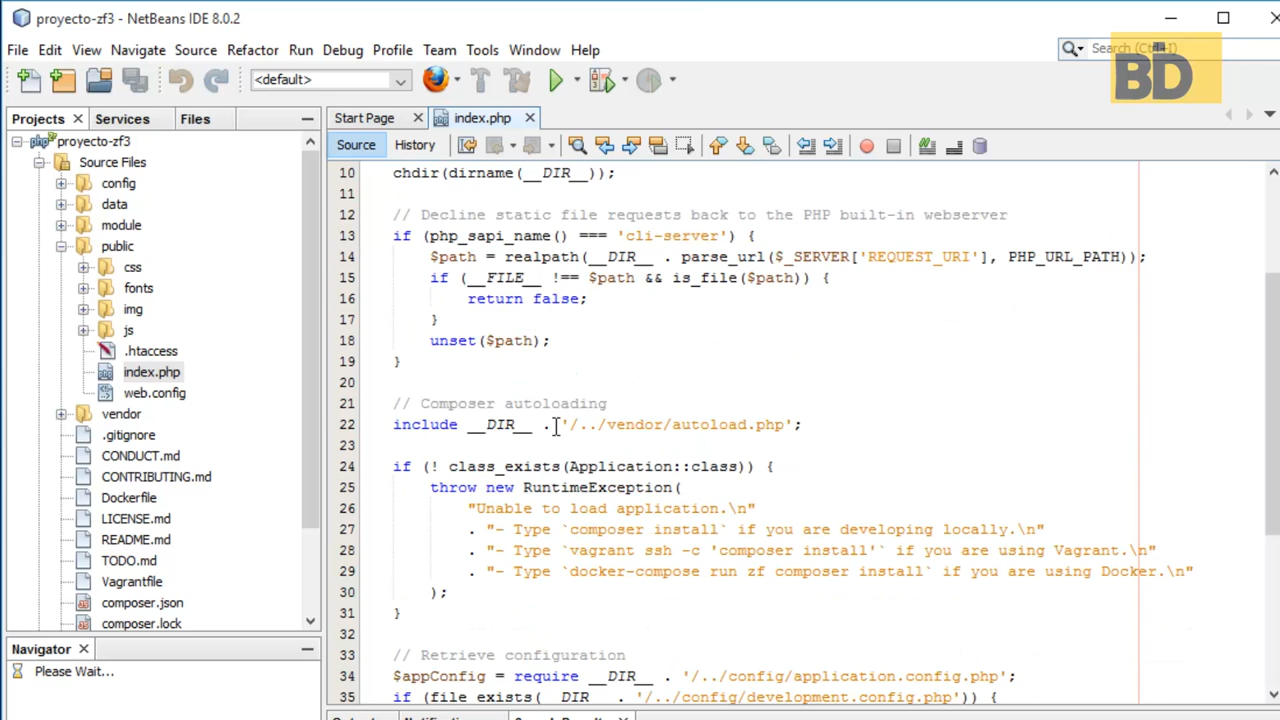 proyecto-zf3 - NetBeans IDE 8.0.2
File Edit View Navigate Source Refactor Run Debug Profile Team Tools Window Help
Search (Ctrl+I)
BD
<default>
Projects Services Files
Start Page index.php
Source History
proyecto-zf3
Source Files
config
data
module
public
css
fonts
img
js
.htaccess
index.php
web.config
vendor
.gitignore
CONDUCT.md
CONTRIBUTING.md
Dockerfile
LICENSE.md
README.md
TODO.md
Vagrantfile
composer.json
composer.lock
Navigator
Please Wait...
10 chdir(dirname(__DIR__));
11
12 // Decline static file requests back to the PHP built-in webserver
13 if (php_sapi_name() === 'cli-server') {
14 $path = realpath(__DIR__ . parse_url($_SERVER['REQUEST_URI'], PHP_URL_PATH));
15 if (__FILE__ !== $path && is_file($path)) {
16 return false;
17 }
18 unset($path);
19 }
20
21 // Composer autoloading
22 include __DIR__ . '/../vendor/autoload.php';
23
24 if (! class_exists(Application::class)) {
25 throw new RuntimeException(
26 "Unable to load application.\n"
27 . "- Type `composer install` if you are developing locally.\n"
28 . "- Type `vagrant ssh -c 'composer install'` if you are using Vagrant.\n"
29 . "- Type `docker-compose run zf composer install` if you are using Docker.\n"
30 );
31 }
32
33 // Retrieve configuration
34 $appConfig = require __DIR__ . '/../config/application.config.php';
35 if (file_exists(__DIR__ . '/../config/development.config.php')) {